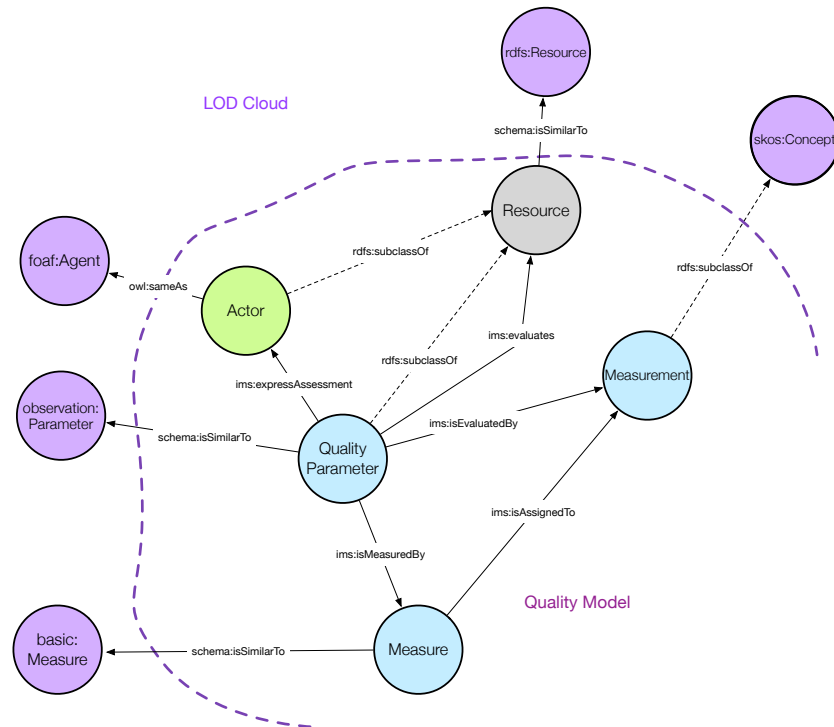 rdfs:Resource
LOD Cloud
schema:isSimilarTo
skos:Concept
Resource
foaf:Agent
rdfs:subclassOf
rdfs:subclassOf
owl:sameAs
Actor
ims:evaluates
rdfs:subclassOf
Measurement
ims:expressAssessment
observation:
Parameter
ims:isEvaluatedBy
schema:isSimilarTo
Quality
Parameter
ims:isAssignedTo
ims:isMeasuredBy
Quality Model
basic:
Measure
schema:isSimilarTo
Measure